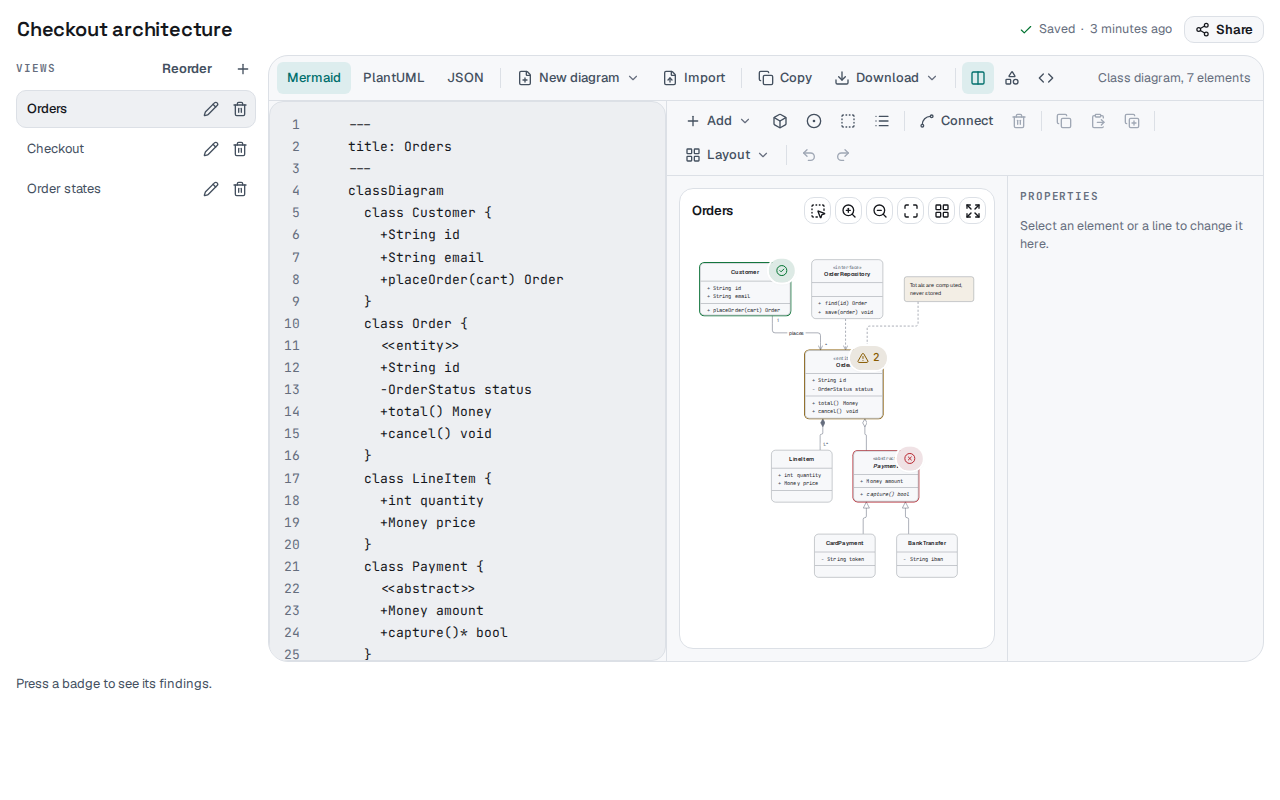 Checkout architecture
Saved · 3 minutes ago
Share
VIEWS
Reorder
Orders
Checkout
Order states
Mermaid
PlantUML
JSON
New diagram
Import
Copy
Download
Class diagram, 7 elements
1 ---
2 title: Orders
3 ---
4 classDiagram
5 class Customer {
6 +String id
7 +String email
8 +placeOrder(cart) Order
9 }
10 class Order {
11 <<entity>>
12 +String id
13 -OrderStatus status
14 +total() Money
15 +cancel() void
16 }
17 class LineItem {
18 +int quantity
19 +Money price
20 }
21 class Payment {
22 <<abstract>>
23 +Money amount
24 +capture()* bool
25 }
Add
Connect
Layout
Orders
Customer
+ String id
+ String email
+ placeOrder(cart) Order
«interface»
OrderRepository
+ find(id) Order
+ save(order) void
Totals are computed,
never stored
1
places
*
2
+ String id
- OrderStatus status
+ total() Money
+ cancel() void
1..*
LineItem
+ int quantity
+ Money price
Payment
+ Money amount
+ capture() bool
CardPayment
- String token
BankTransfer
- String iban
PROPERTIES
Select an element or a line to change it
here.
Press a badge to see its findings.